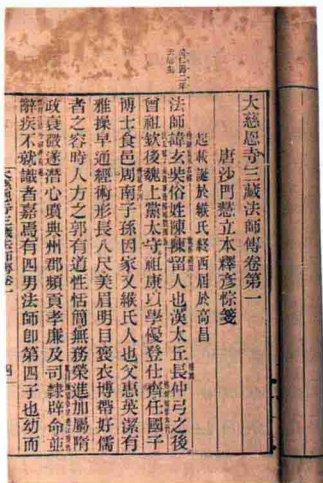 大慈恩寺三藏法師傳卷第一
唐沙門慧立本釋彥悰箋
起載誕於緱氏終西屆於高昌
法師諱玄奘俗姓陳陳留人也漢太丘長仲弓之後
曾祖欽後魏上黨太守祖康以學優登仕齊任國子
博士食邑周南子孫因家又緱氏人也父惠英潔有
雅操早通經術形長八尺美眉明目褒衣博帶好儒
者之容時人方之郭有道性恬簡無務榮進加屬隋
政衰微遂潛心墳典州郡頻貢孝廉及司隸辟命並
辭疾不就識者嘉焉有四男法師即第四子也幼而
大慈恩寺三藏法師傳卷一
四